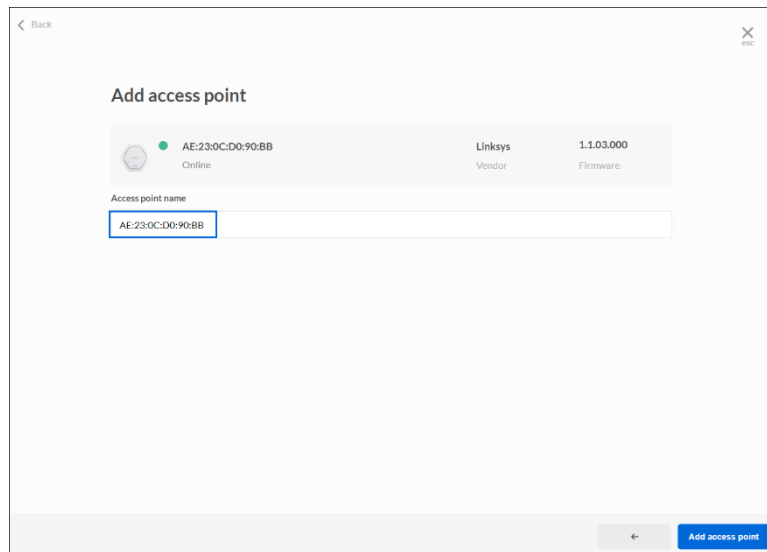 Back
esc
Add access point
AE:23:0C:D0:90:BB Linksys 1.1.03.000
Online Vendor Firmware
Access point name
AE:23:0C:D0:90:BB
Add access point